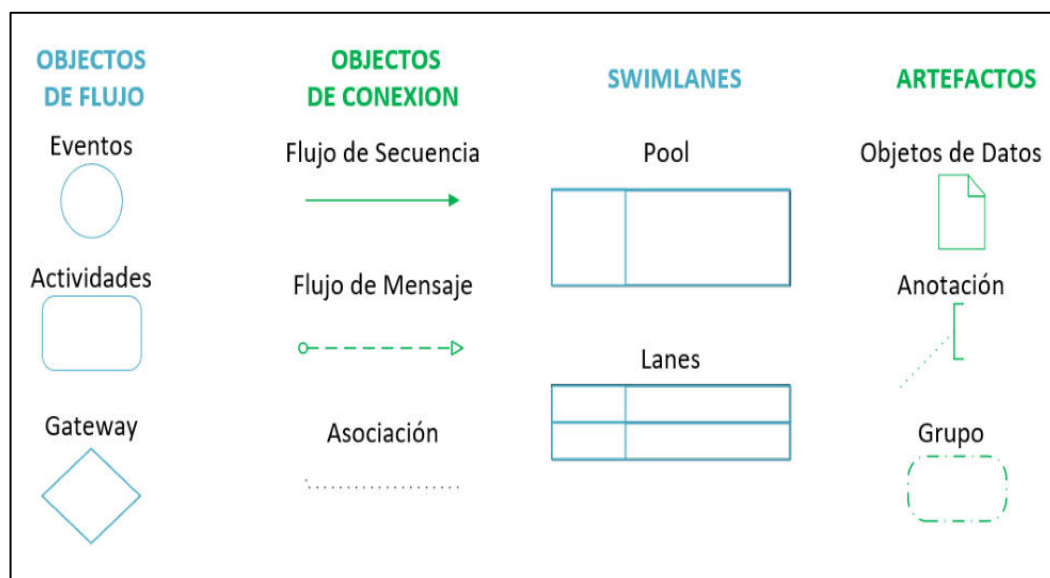 OBJECTOS
DE FLUJO
Eventos
Actividades
Gateway
OBJECTOS
DE CONEXION
Flujo de Secuencia
Flujo de Mensaje
Asociación
SWIMLANES
Pool
Lanes
ARTEFACTOS
Objetos de Datos
Anotación
Grupo